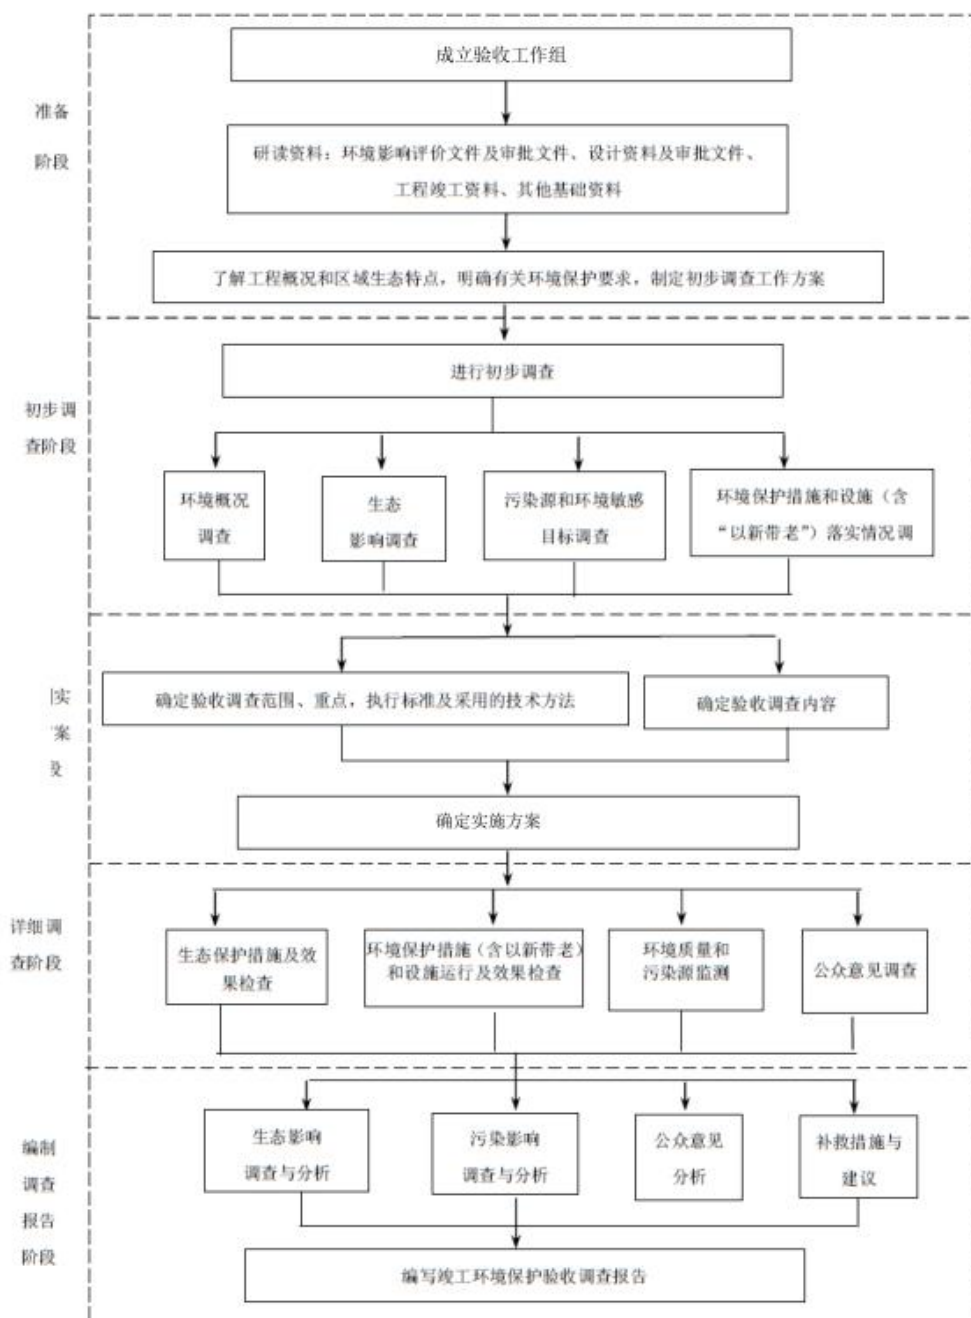 准备
阶段
成立验收工作组
研读资料：环境影响评价文件及审批文件、设计资料及审批文件、
工程竣工资料、其他基础资料
了解工程概况和区域生态特点，明确有关环境保护要求，制定初步调查工作方案
初步调
查阶段
进行初步调查
环境概况
调查
生态
影响调查
污染源和环境敏感
目标调查
环境保护措施和设施（含
“以新带老”）落实情况调
实
案
确定验收调查范围、重点，执行标准及采用的技术方法
确定验收调查内容
确定实施方案
详细调
查阶段
生态保护措施及效
果检查
环境保护措施（含以新带老）
和设施运行及效果检查
环境质量和
污染源监测
公众意见调查
编制
调查
报告
阶段
生态影响
调查与分析
污染影响
调查与分析
公众意见
分析
补救措施与
建议
编写竣工环境保护验收调查报告